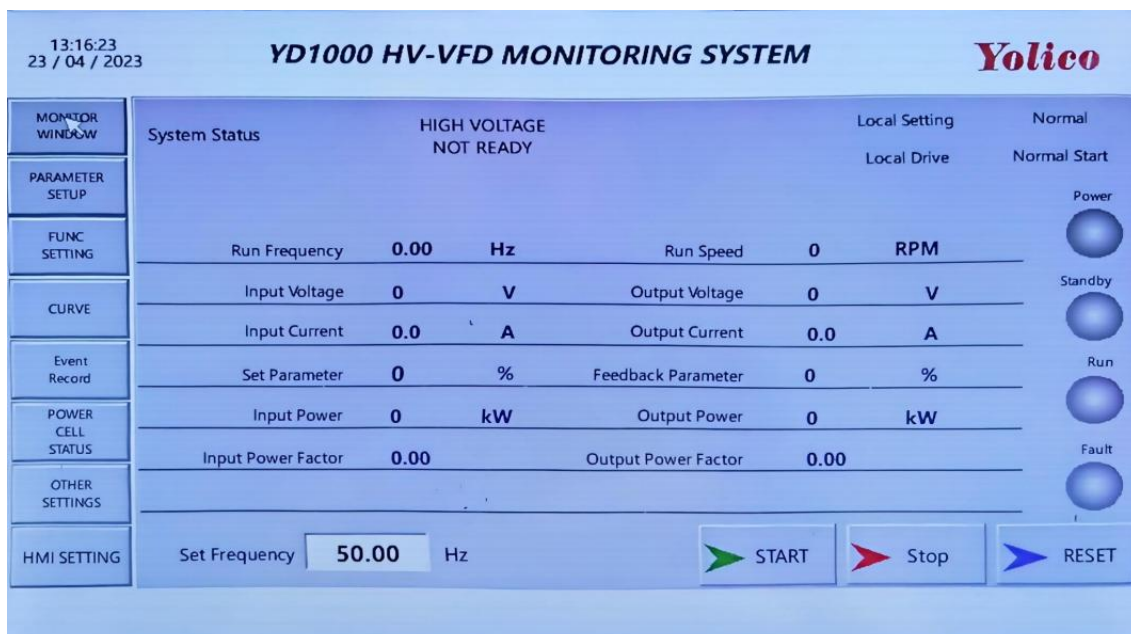 13:16:23
23 / 04 / 2023
YD1000 HV-VFD MONITORING SYSTEM
Yolico
MONITOR
WINDOW
PARAMETER
SETUP
FUNC
SETTING
CURVE
Event
Record
POWER
CELL
STATUS
OTHER
SETTINGS
HMI SETTING
System Status
HIGH VOLTAGE
NOT READY
Local Setting
Normal
Local Drive
Normal Start
Run Frequency 0.00 Hz Run Speed 0 RPM
Input Voltage 0 V Output Voltage 0 V
Input Current 0.0 A Output Current 0.0 A
Set Parameter 0 % Feedback Parameter 0 %
Input Power 0 kW Output Power 0 kW
Input Power Factor 0.00 Output Power Factor 0.00
Power
Standby
Run
Fault
Set Frequency 50.00 Hz
START
Stop
RESET